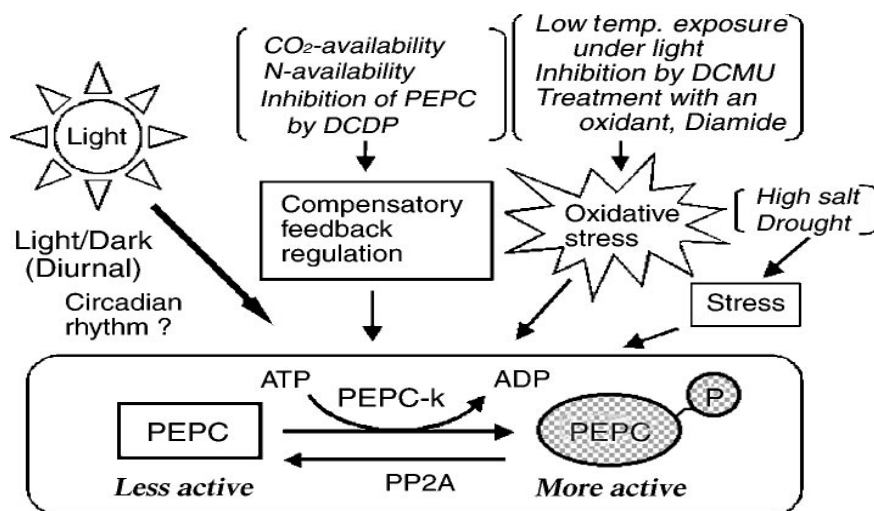 CO₂-availability
N-availability
Inhibition of PEPC
by DCDP
Low temp. exposure
under light
Inhibition by DCMU
Treatment with an
oxidant, Diamide
Light
Light/Dark
(Diurnal)
Circadian
rhythm ?
Compensatory
feedback
regulation
Oxidative
stress
High salt
Drought
Stress
ATP
PEPC-k
ADP
PEPC
PEPC
P
Less active
PP2A
More active